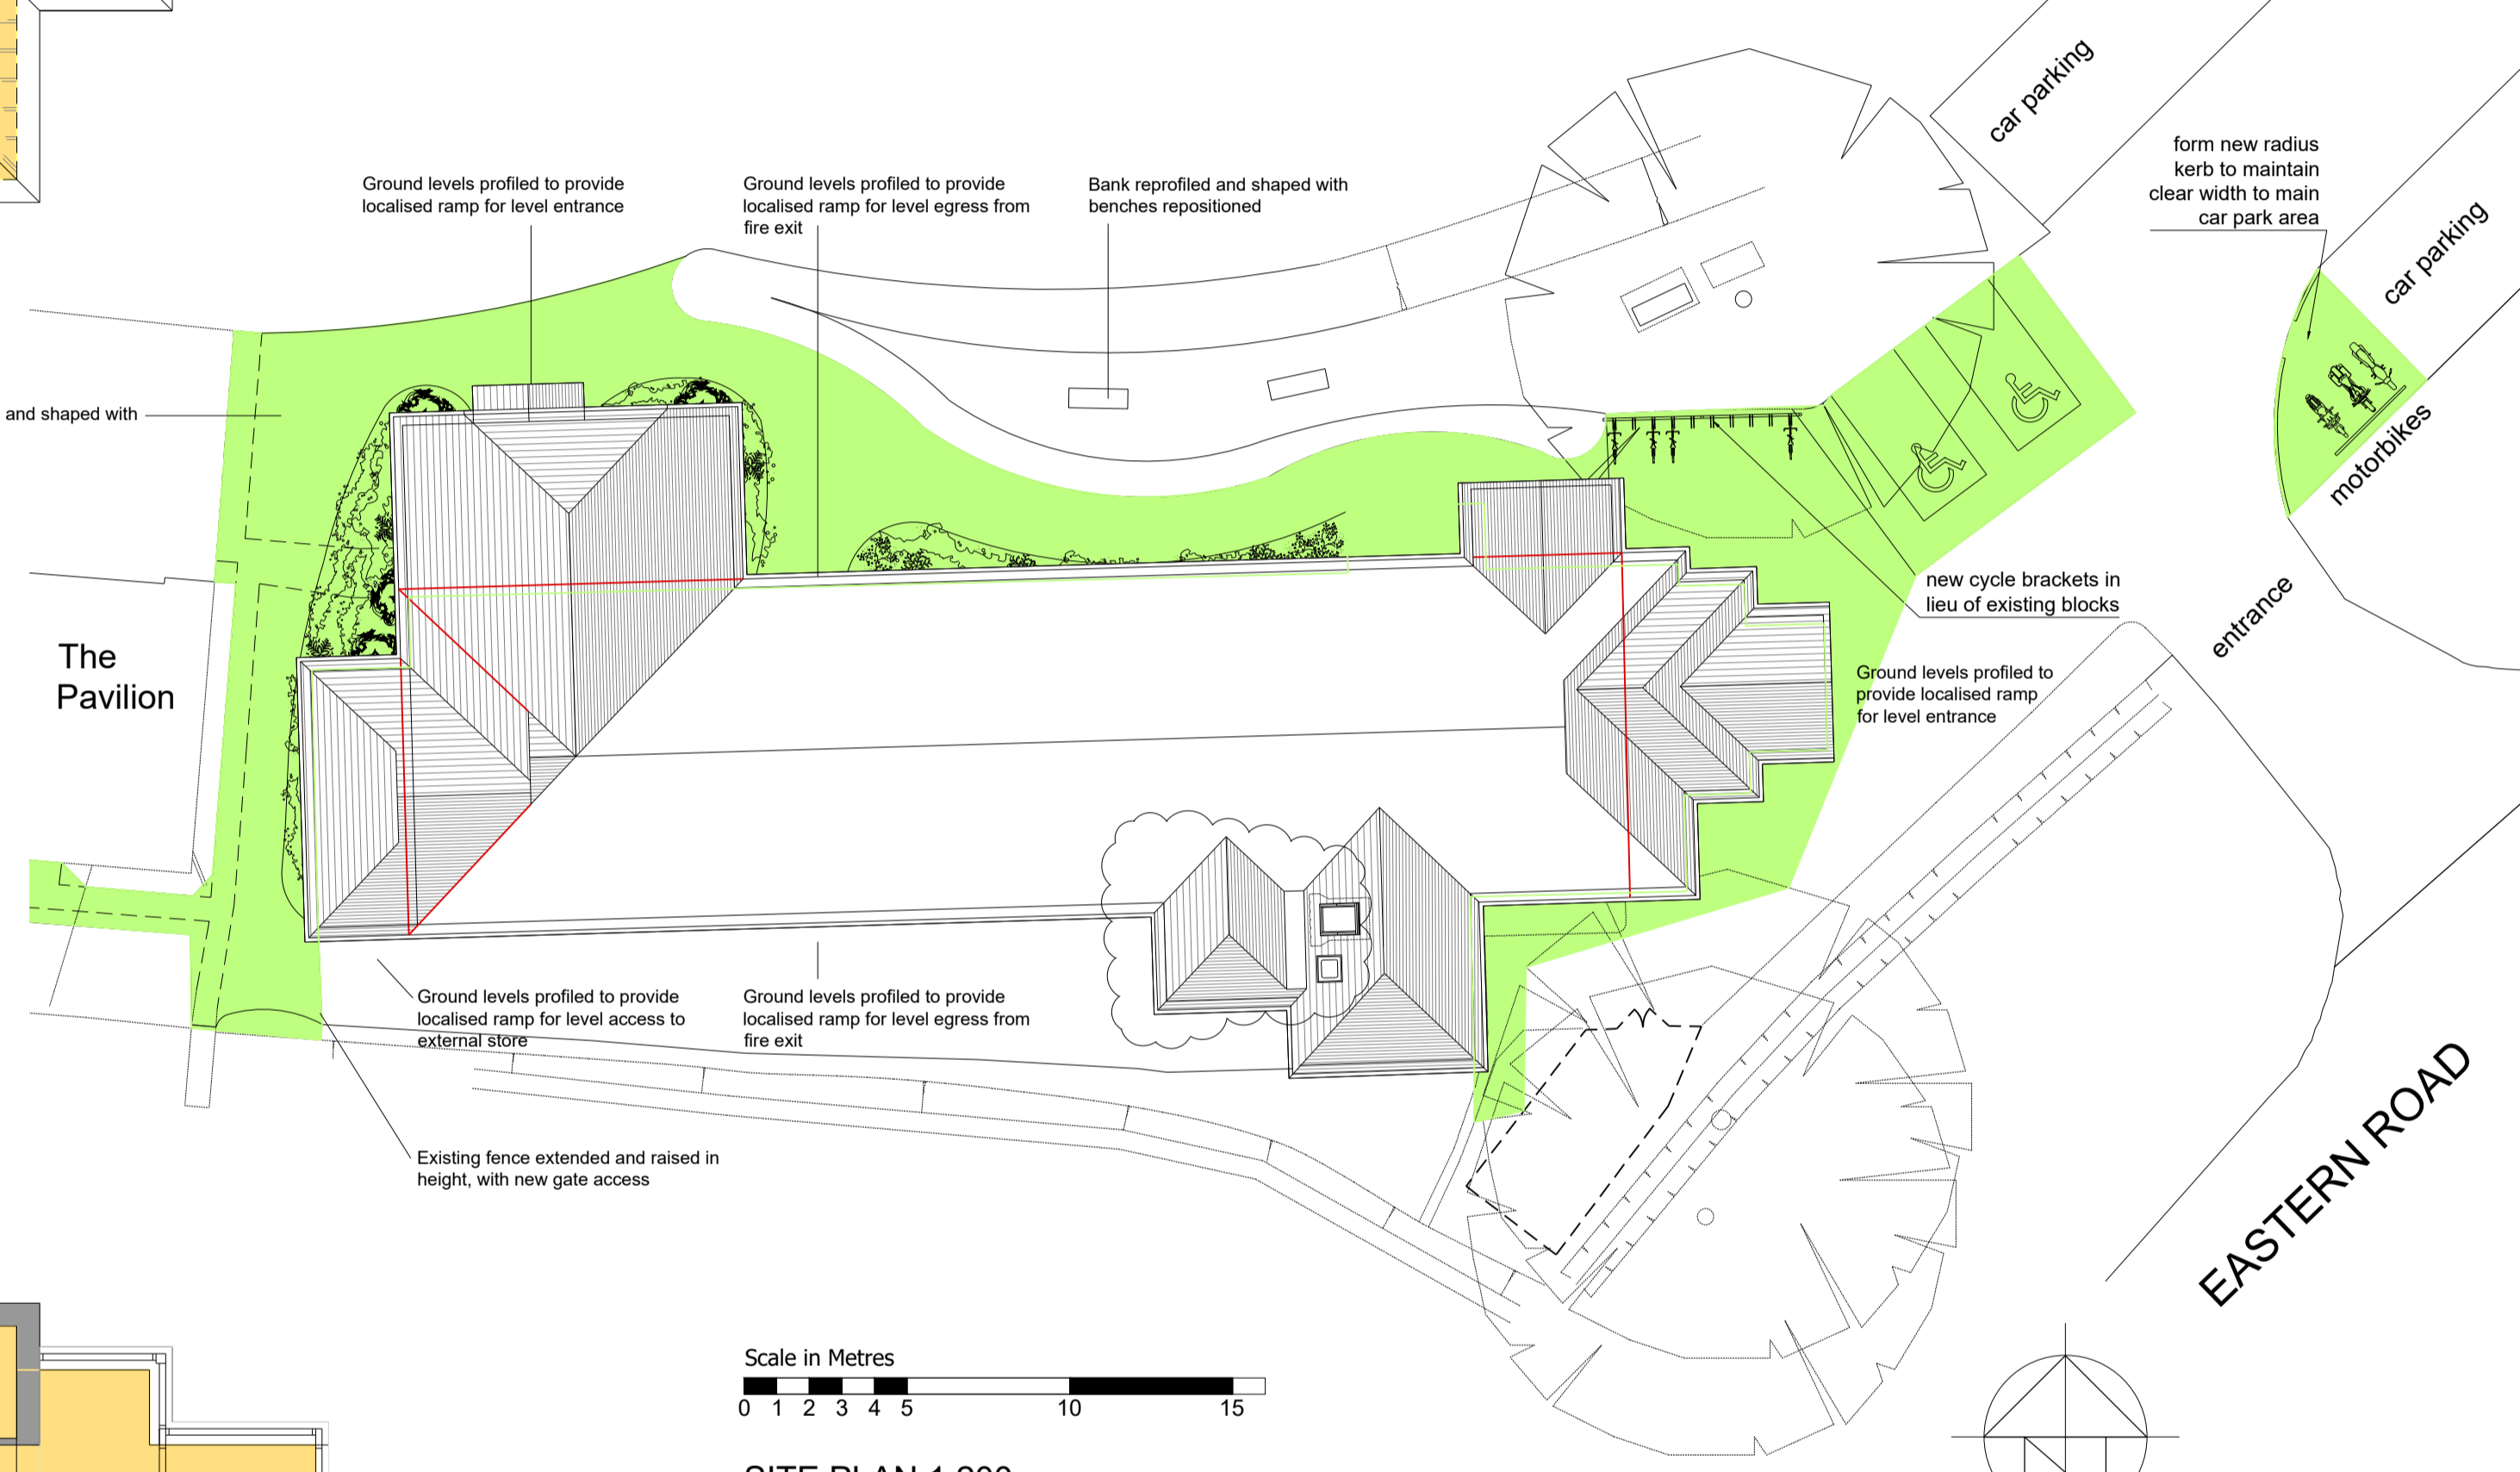 car parking
form new radius
kerb to maintain
clear width to main
car park area
Ground levels profiled to provide
localised ramp for level entrance
Ground levels profiled to provide
localised ramp for level egress from
fire exit
Bank reprofiled and shaped with
benches repositioned
car parking
and shaped with
motorbikes
new cycle brackets in
lieu of existing blocks
entrance
The
Pavilion
Ground levels profiled to
provide localised ramp
for level entrance
Ground levels profiled to provide
localised ramp for level access to
external store
Ground levels profiled to provide
localised ramp for level egress from
fire exit
Existing fence extended and raised in
height, with new gate access
EASTERN ROAD
Scale in Metres
0 1 2 3 4 5 10 15
SITE PLAN